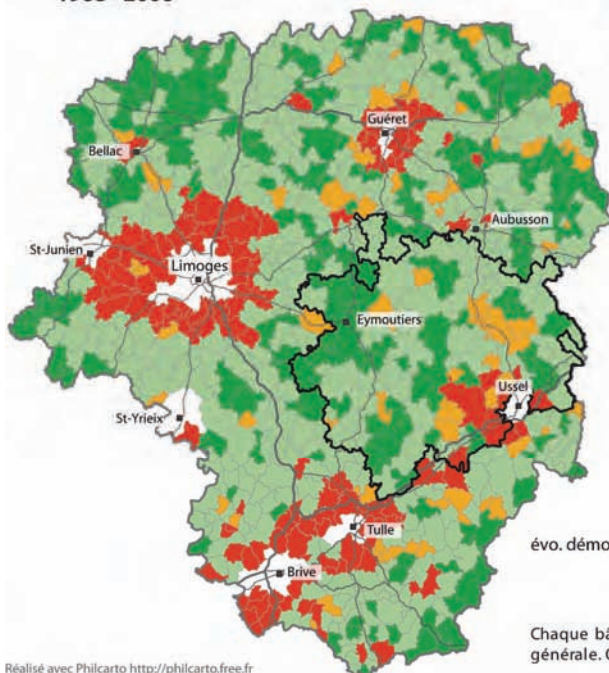 Guéret
Bellac
Aubusson
St-Junien
Limoges
Eymoutiers
Ussel
St-Yrieix
Tulle
évo. démo
Brive
Chaque
générale.
Réalisé avec Philcarto http://philcarto.free.fr